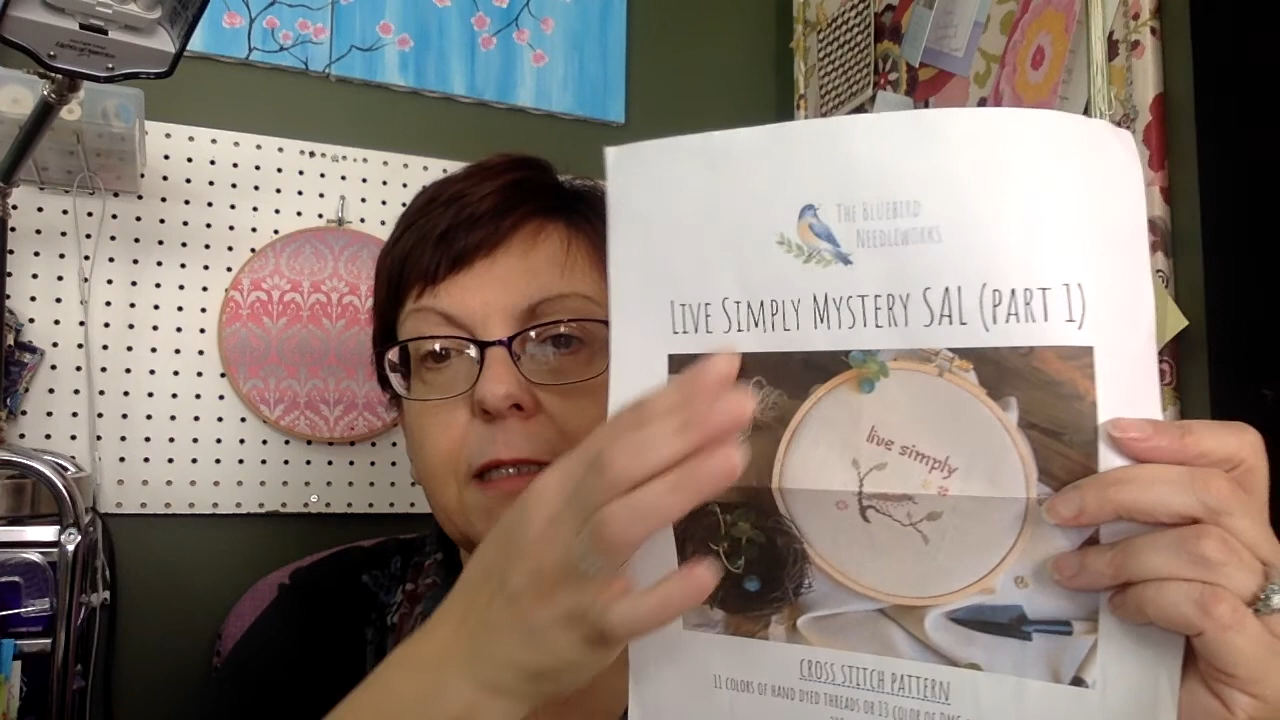 The Bluebird
Needleworks
Live Simply Mystery SAL (part 1)
live simply
Cross Stitch Pattern
11 colors of hand dyed threads or 13 color of DMC